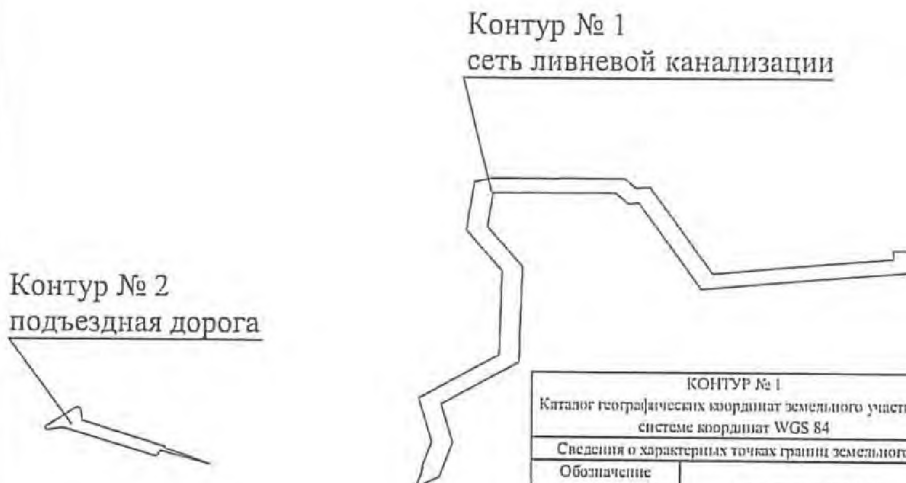 Контур № 1
сеть ливневой канализации
Контур № 2
подъездная дорога
КОНТУР № 1
Каталог географических координат земельного
системе координат WGS 84
Сведения о характерных точках границ земельного
Обозначение